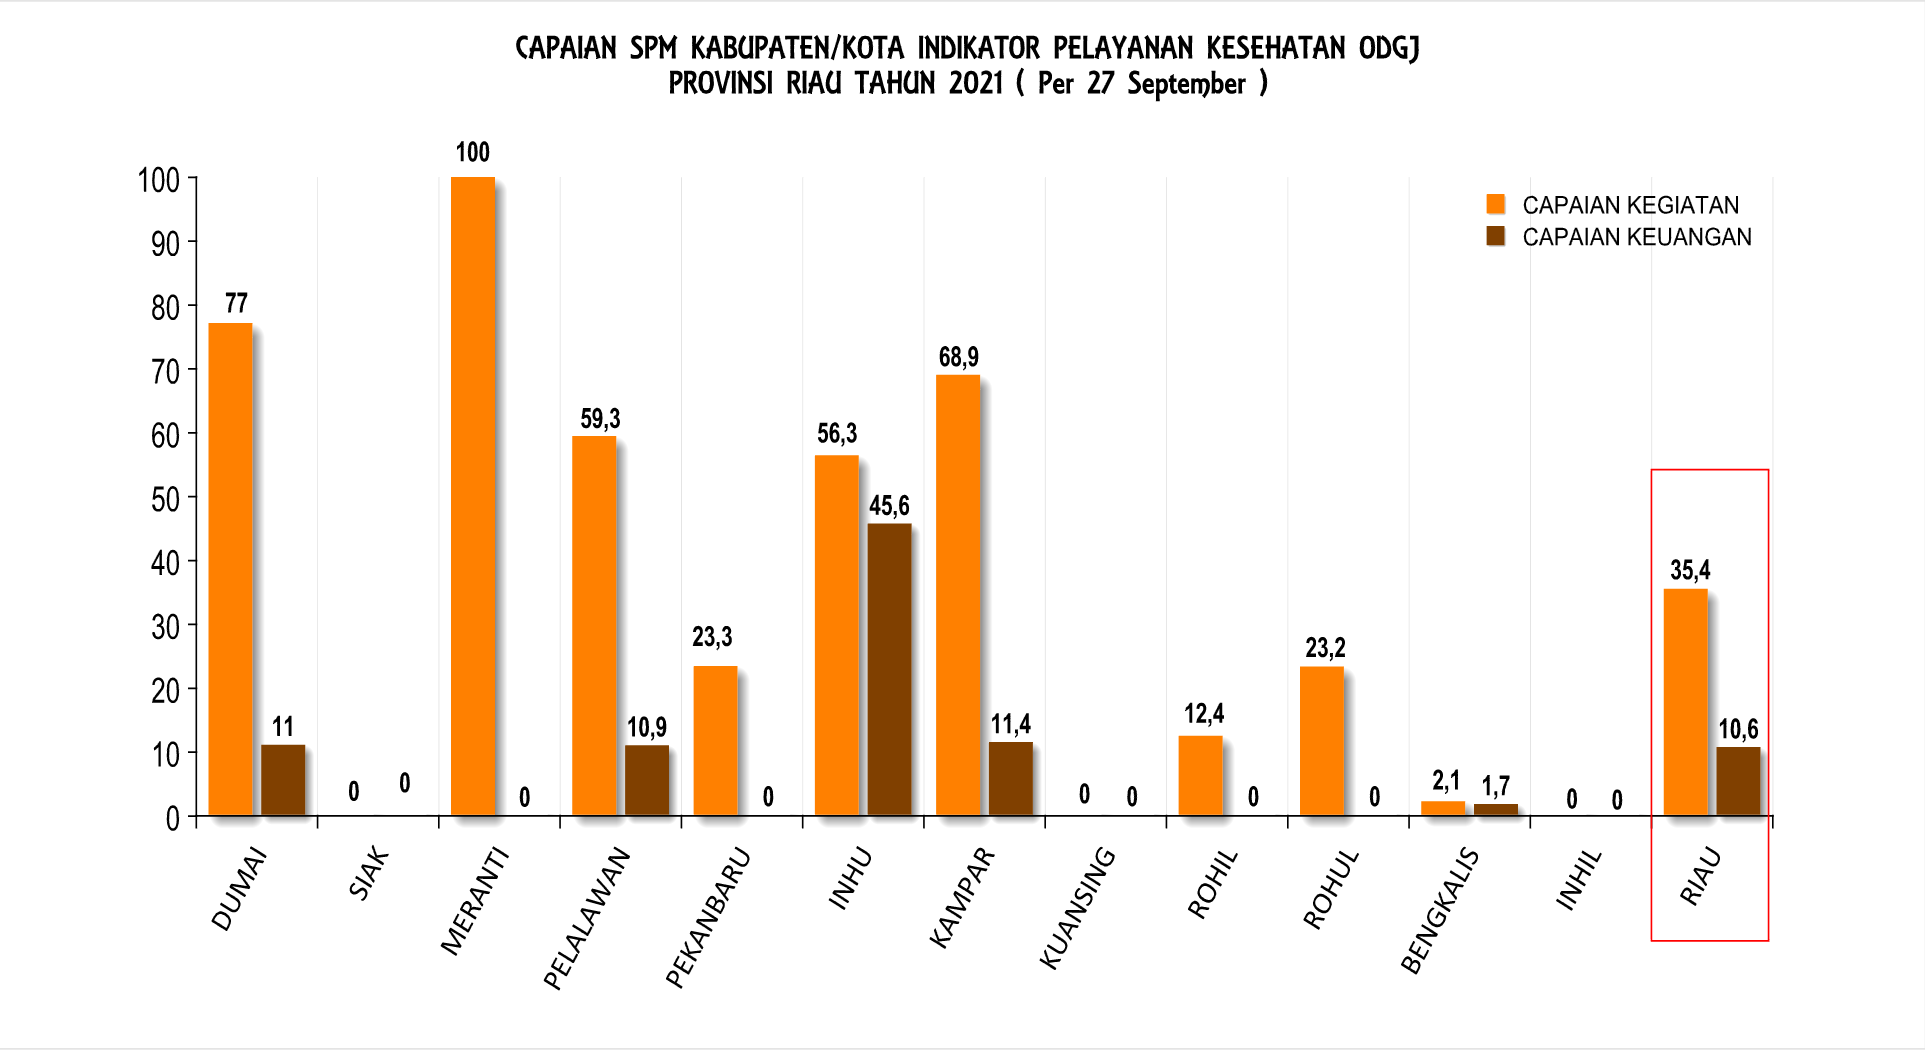 CAPAIAN SPM KABUPATEN/KOTA INDIKATOR PELAYANAN KESEHATAN ODGJ
PROVINSI RIAU TAHUN 2021 ( Per 27 September )
CAPAIAN KEGIATAN
CAPAIAN KEUANGAN
100
90
80
70
60
50
40
30
20
10
0
77
11
0
0
100
0
59,3
10,9
23,3
0
56,3
45,6
68,9
11,4
0
0
12,4
0
23,2
0
2,1
1,7
0
0
35,4
10,6
DUMAI
SIAK
MERANTI
PELALAWAN
PEKANBARU
INHU
KAMPAR
KUANSING
ROHIL
ROHUL
BENGKALIS
INHIL
RIAU